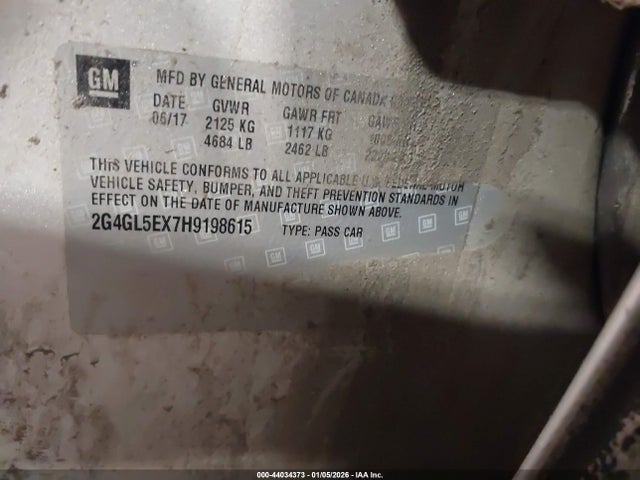 GM
MFD BY GENERAL MOTORS OF CANADA
DATE GVWR GAWR FRT
06/17 2125 KG 1117 KG
4684 LB 2462 LB
THIS VEHICLE CONFORMS TO ALL APPLICABLE U.S. FEDERAL MOTOR
VEHICLE SAFETY, BUMPER, AND THEFT PREVENTION STANDARDS IN
EFFECT ON THE DATE OF MANUFACTURE SHOWN ABOVE.
2G4GL5EX7H9198615 TYPE: PASS CAR
000-44034373 - 01/05/2026 - IAA Inc.